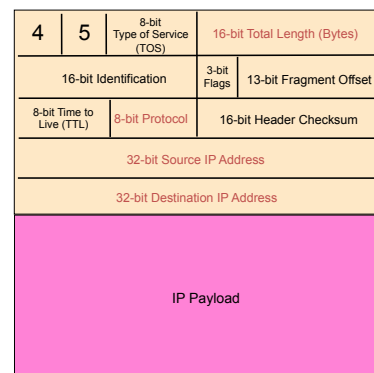 4
5
8-bit
Type of Service
(TOS)
16-bit Total Length (Bytes)
16-bit Identification
3-bit
Flags
13-bit Fragment Offset
8-bit Time to
Live (TTL)
8-bit Protocol
16-bit Header Checksum
32-bit Source IP Address
32-bit Destination IP Address
IP Payload